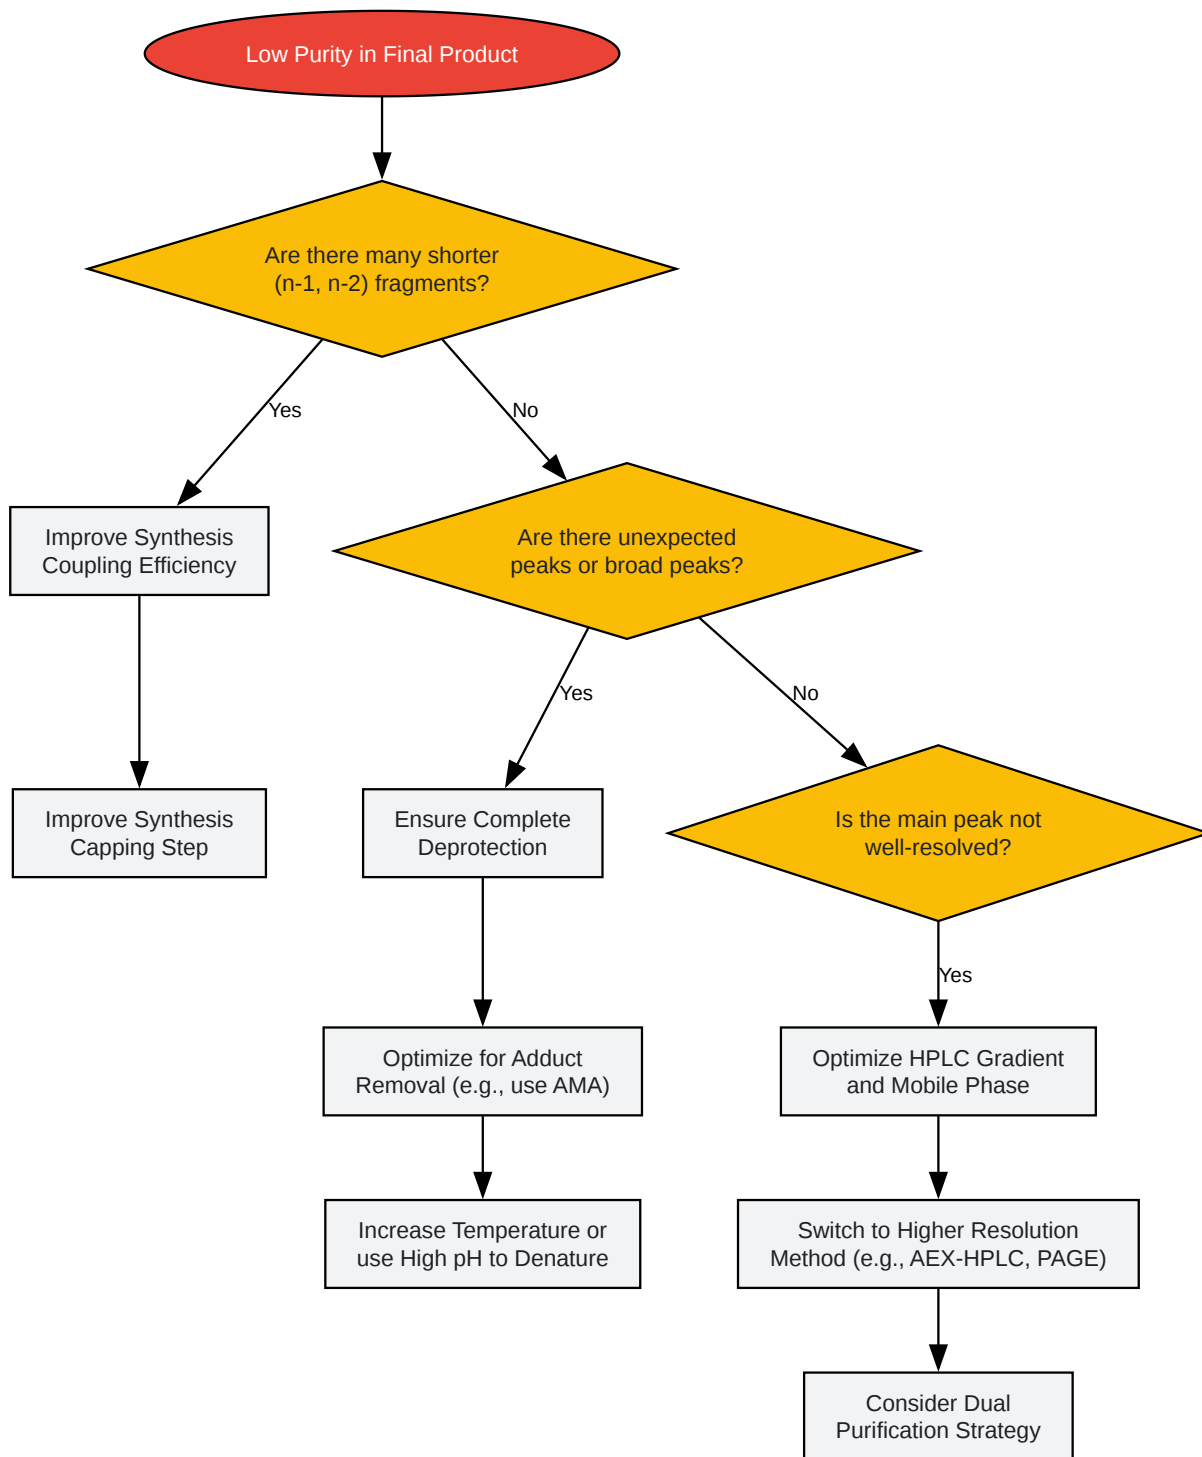 Low Purity in Final Product
Are there many shorter
(n-1, n-2) fragments?
Yes
No
Improve Synthesis
Coupling Efficiency
Are there unexpected
peaks or broad peaks?
Yes
No
Improve Synthesis
Capping Step
Ensure Complete
Deprotection
Is the main peak not
well-resolved?
Yes
Optimize for Adduct
Removal (e.g., use AMA)
Optimize HPLC Gradient
and Mobile Phase
Increase Temperature or
use High pH to Denature
Switch to Higher Resolution
Method (e.g., AEX-HPLC, PAGE)
Consider Dual
Purification Strategy